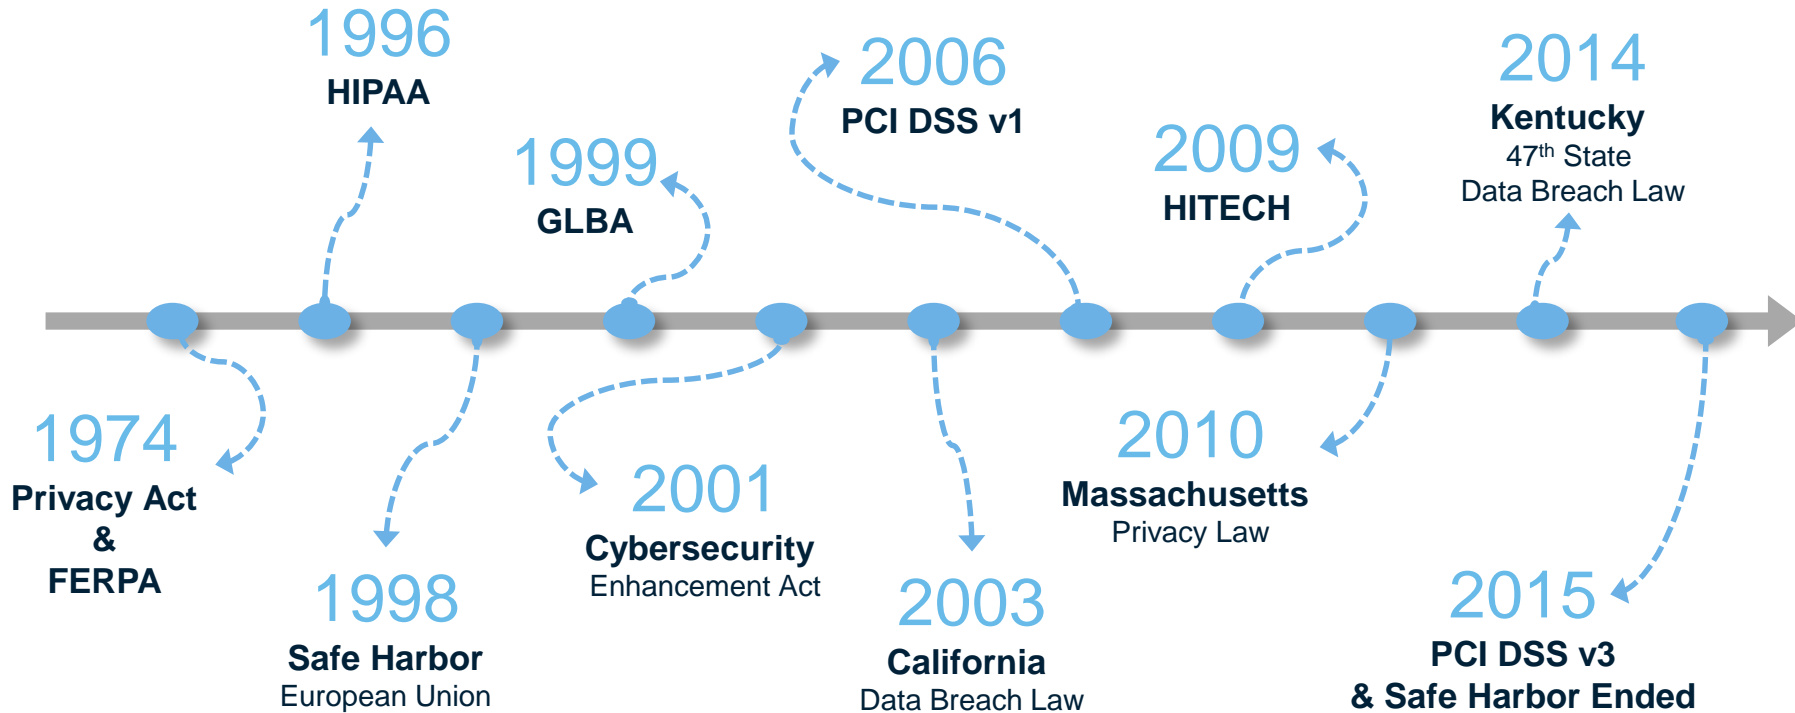 1996
HIPAA
1999
GLBA
2006
PCI DSS v1
2009
HITECH
2014
Kentucky
47th State
Data Breach Law
1974
Privacy Act
&
FERPA
1998
Safe Harbor
European Union
2001
Cybersecurity
Enhancement Act
2003
California
Data Breach Law
2010
Massachusetts
Privacy Law
2015
PCI DSS v3
& Safe Harbor Ended